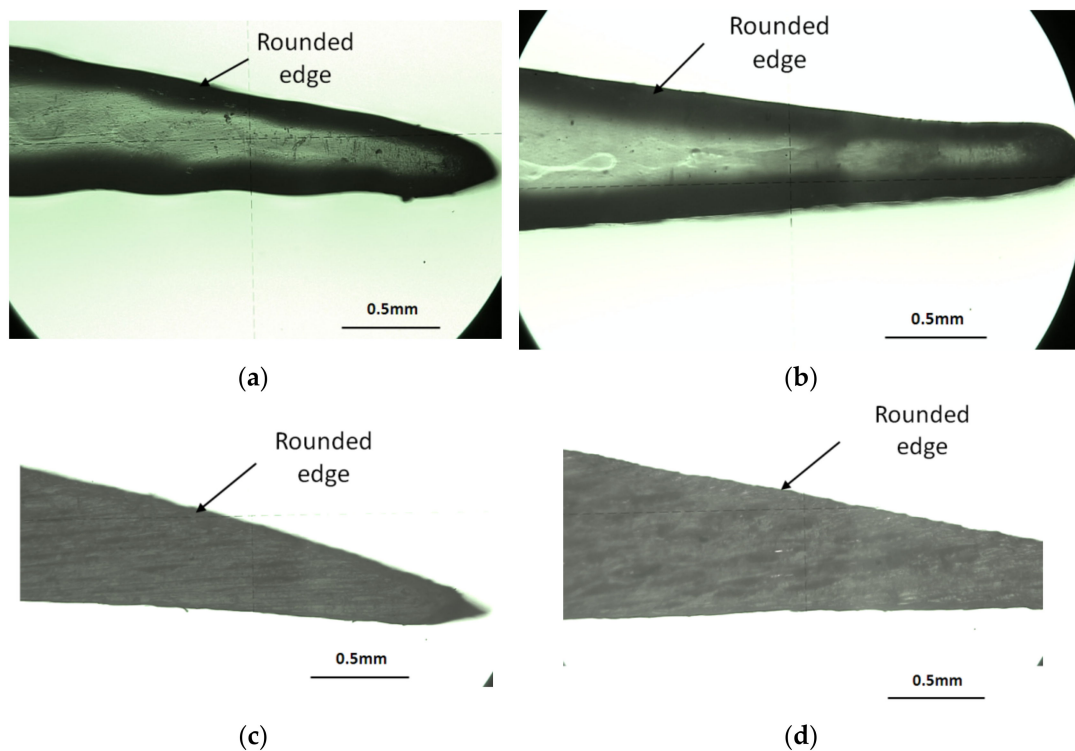 Rounded
edge
0.5mm
(a)
Rounded
edge
0.5mm
(b)
Rounded
edge
0.5mm
(c)
Rounded
edge
0.5mm
(d)